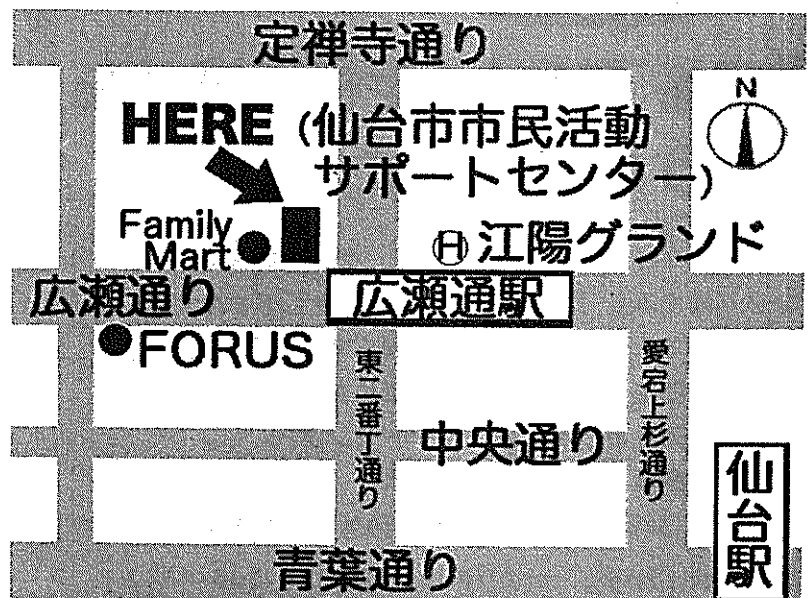 定禅寺通り
N
HERE (仙台市市民活動
サポートセンター)
Family
Mart
H 江陽グランド
広瀬通り
広瀬通駅
FORUS
東二番丁通り
愛宕上杉通り
中央通り
仙台駅
青葉通り